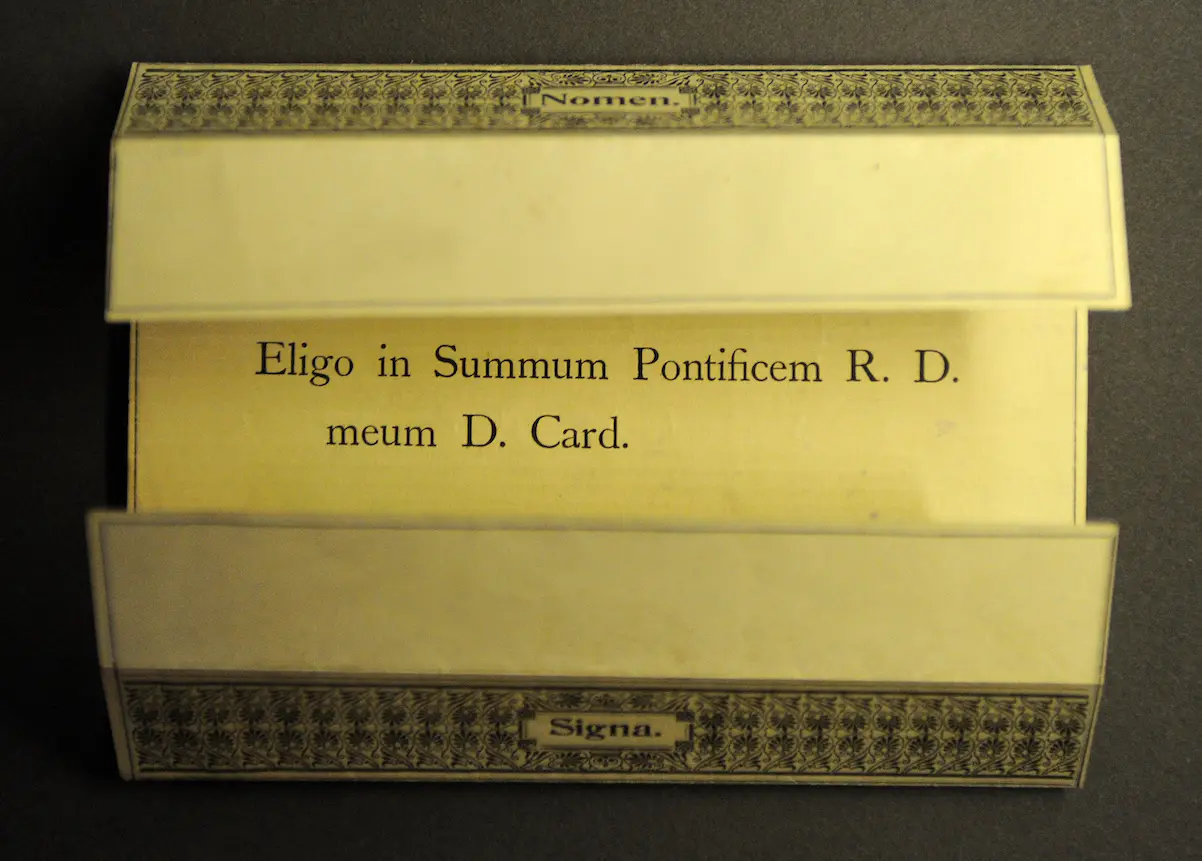 Nomen.
Eligo in Summum Pontificem R. D.
meum D. Card.
Signa.